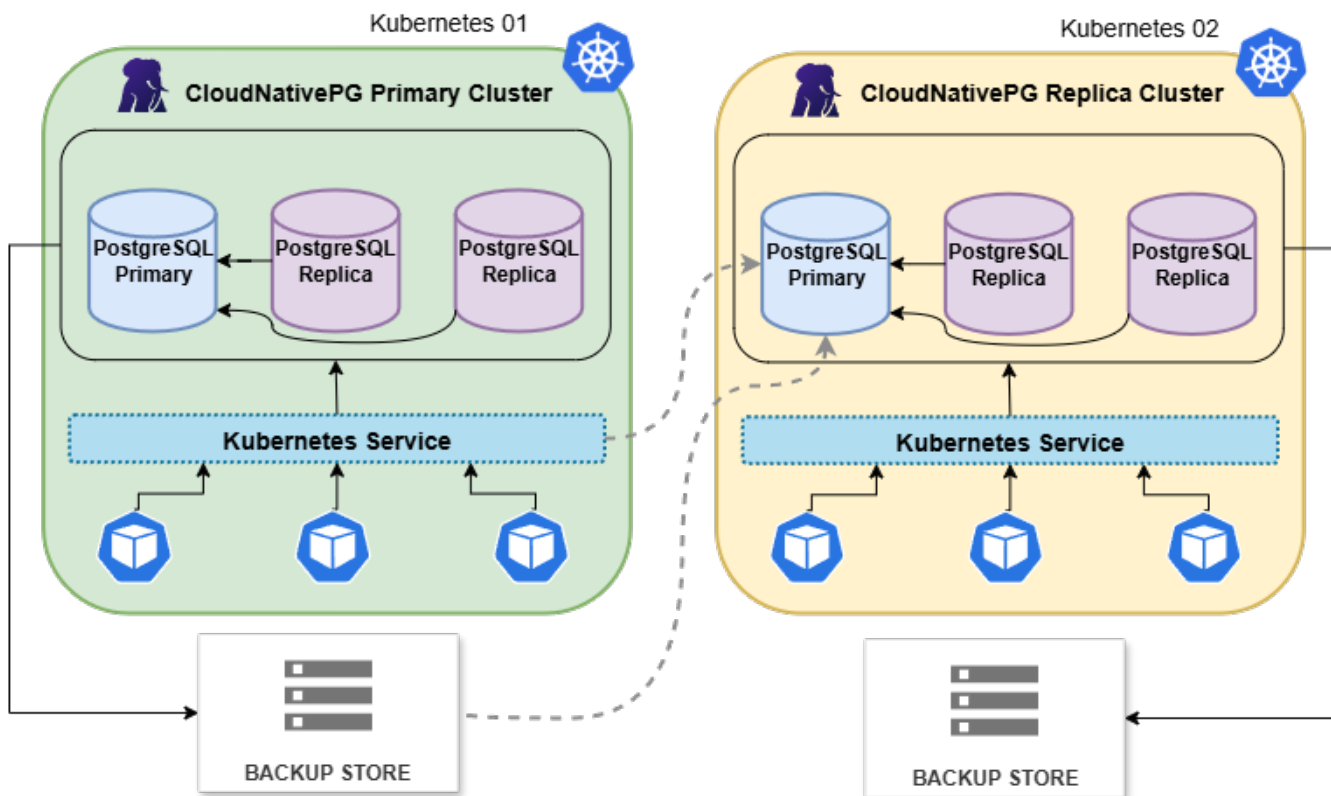 Kubernetes 01
CloudNativePG Primary Cluster
PostgreSQL
Primary
PostgreSQL
Replica
PostgreSQL
Replica
Kubernetes Service
BACKUP STORE
Kubernetes 02
CloudNativePG Replica Cluster
PostgreSQL
Primary
PostgreSQL
Replica
PostgreSQL
Replica
Kubernetes Service
BACKUP STORE